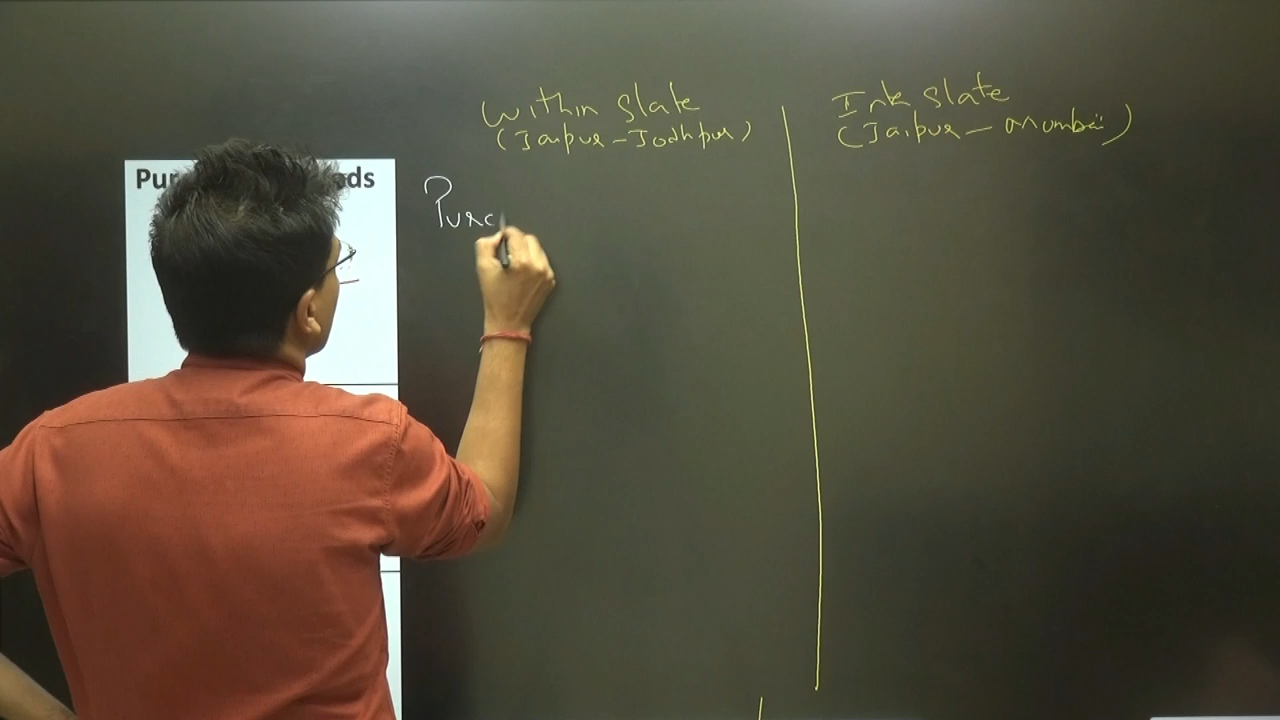 Within State
(Jaipur - Jodhpur)
Inter State
(Jaipur - Mumbai)
Pur ds
Purc